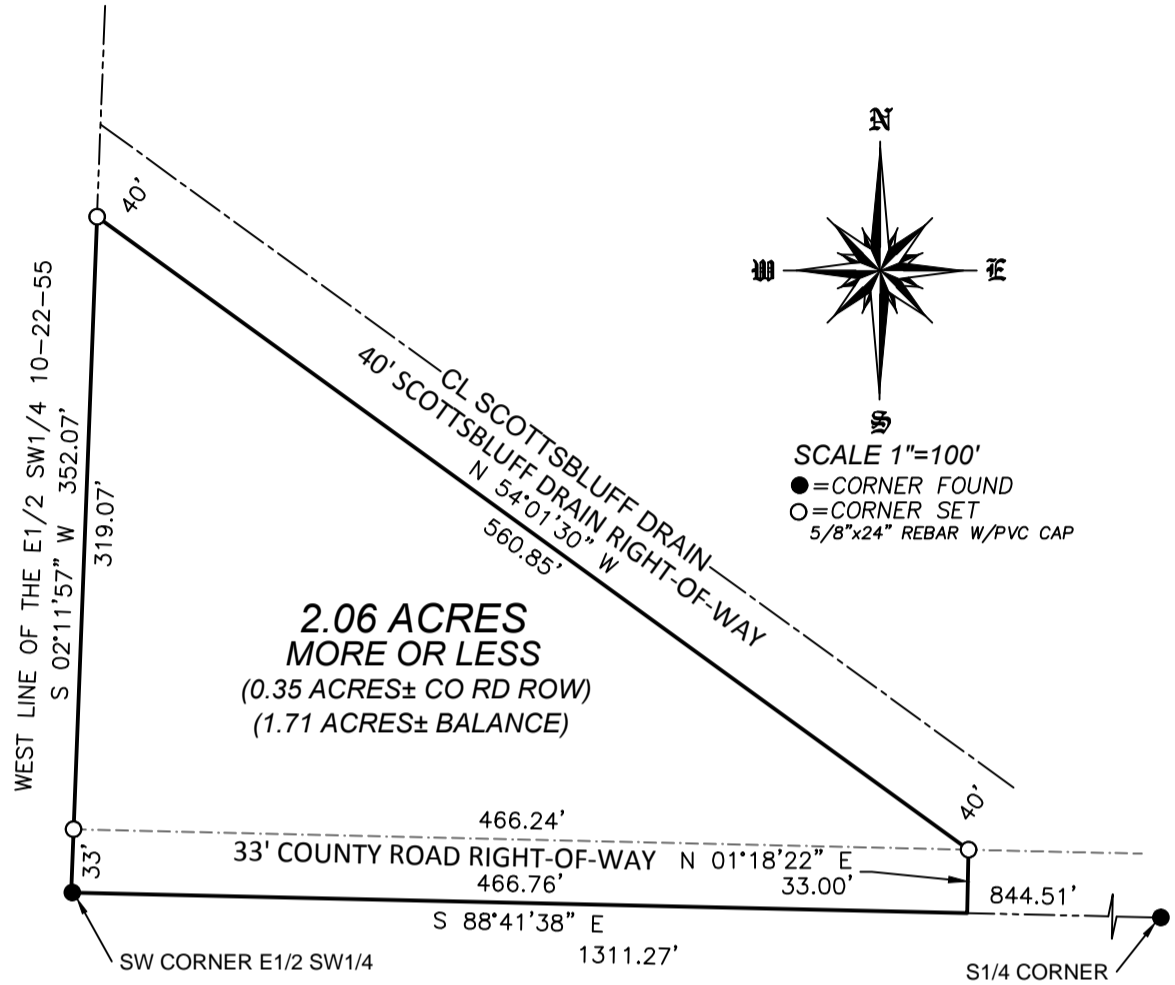 N
W
E
S
SCALE 1"=100'
=CORNER FOUND
=CORNER SET
5/8"x24" REBAR W/PVC CAP
40'
CL SCOTTSBLUFF DRAIN
40' SCOTTSBLUFF DRAIN RIGHT-OF-WAY
N 54°01'30" W
560.85'
WEST LINE OF THE E1/2 SW1/4 10-22-55
S 02°11'57" W 352.07'
319.07'
2.06 ACRES
MORE OR LESS
(0.35 ACRES± CO RD ROW)
(1.71 ACRES± BALANCE)
40'
466.24'
33'
33' COUNTY ROAD RIGHT-OF-WAY N 01°18'22" E
466.76' 33.00'
844.51'
S 88°41'38" E
1311.27'
SW CORNER E1/2 SW1/4
S1/4 CORNER